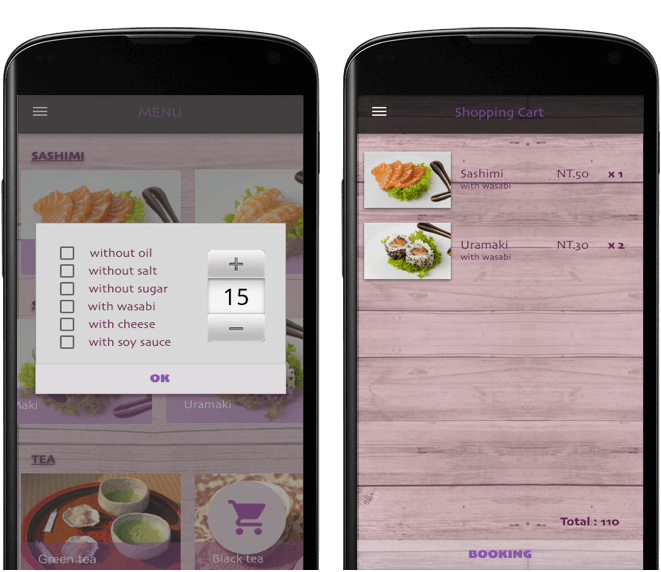 MENU
SASHIMI
without oil
without salt
without sugar
with wasabi
with cheese
with soy sauce
+
15
−
OK
Maki
Uramaki
TEA
Green tea
Black tea
Shopping Cart
Sashimi NT.50 x 1
with wasabi
Uramaki NT.30 x 2
with wasabi
Total : 110
BOOKING